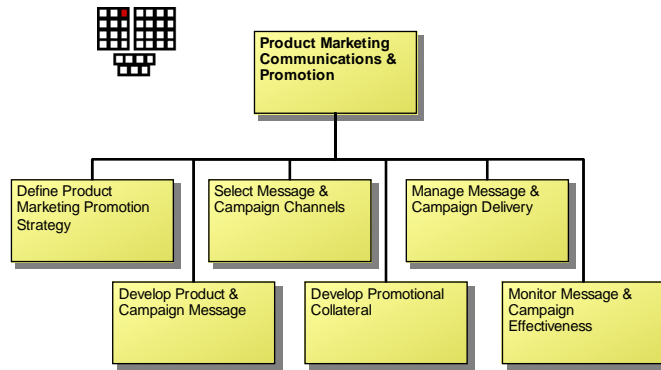 Product Marketing
Communications &
Promotion
Define Product
Marketing Promotion
Strategy
Select Message &
Campaign Channels
Manage Message &
Campaign Delivery
Develop Product &
Campaign Message
Develop Promotional
Collateral
Monitor Message &
Campaign
Effectiveness